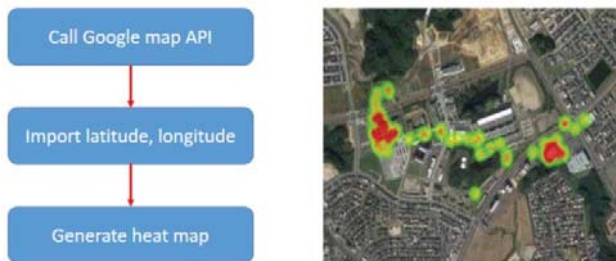 Call Google map API
Import latitude, longitude
Generate heat map